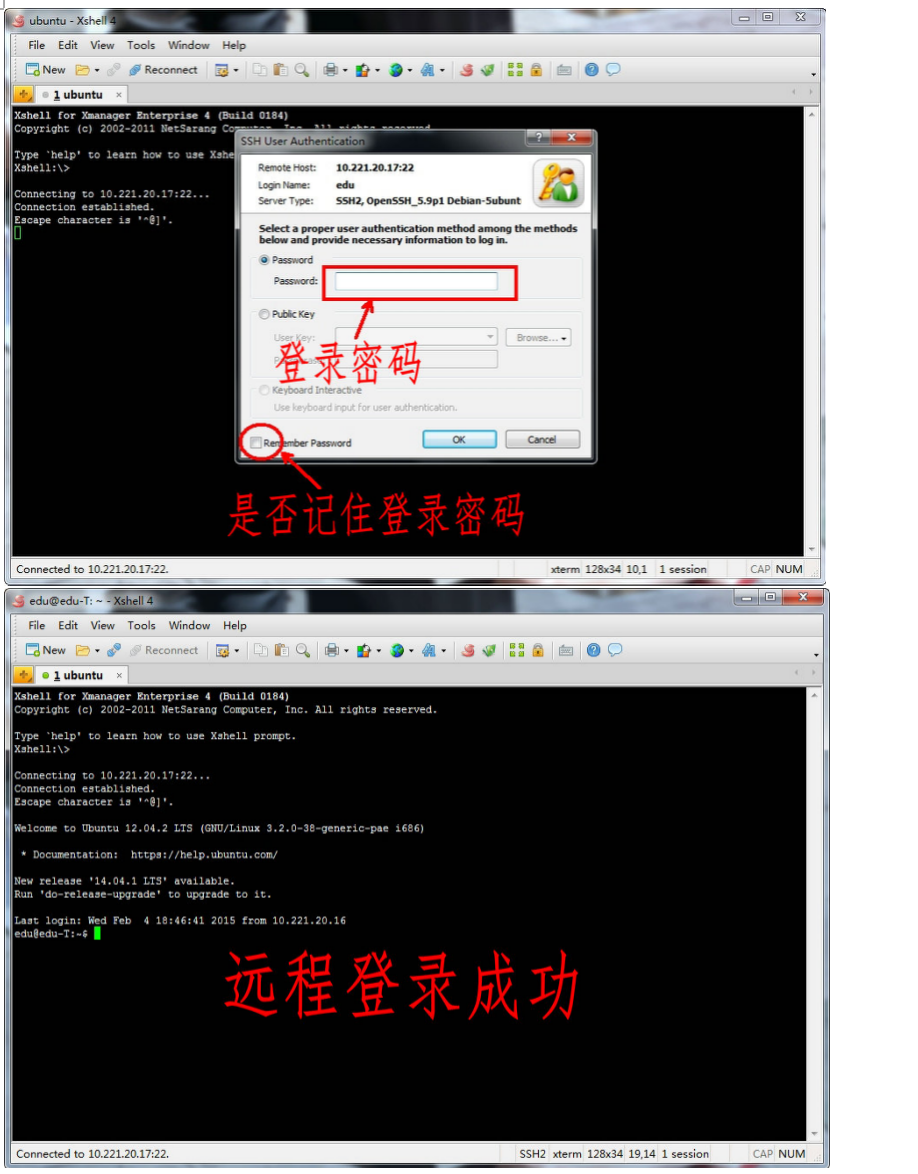 ubuntu - Xshell 4
File Edit View Tools Window Help
New Reconnect
1 ubuntu
Xshell for Xmanager Enterprise 4 (Build 0184)
Copyright (c) 2002-2011 NetSarang Computer, Inc. All rights reserved.
Type `help' to learn how to use Xshe
Xshell:\>
Connecting to 10.221.20.17:22...
Connection established.
Escape character is '^@]'.
SSH User Authentication
Remote Host: 10.221.20.17:22
Login Name: edu
Server Type: SSH2, OpenSSH_5.9p1 Debian-5ubunt
Select a proper user authentication method among the methods
below and provide necessary information to log in.
Password
Password:
Public Key
User Key: Browse...
登录密码
Keyboard Interactive
Use keyboard input for user authentication.
Remember Password OK Cancel
是否记住登录密码
Connected to 10.221.20.17:22. xterm 128x34 10,1 1 session CAP NUM
edu@edu-T: ~ - Xshell 4
File Edit View Tools Window Help
New Reconnect
1 ubuntu
Xshell for Xmanager Enterprise 4 (Build 0184)
Copyright (c) 2002-2011 NetSarang Computer, Inc. All rights reserved.
Type `help' to learn how to use Xshell prompt.
Xshell:\>
Connecting to 10.221.20.17:22...
Connection established.
Escape character is '^@]'.
Welcome to Ubuntu 12.04.2 LTS (GNU/Linux 3.2.0-38-generic-pae i686)
* Documentation: https://help.ubuntu.com/
New release '14.04.1 LTS' available.
Run 'do-release-upgrade' to upgrade to it.
Last login: Wed Feb 4 18:46:41 2015 from 10.221.20.16
edu@edu-T:~$
远程登录成功
Connected to 10.221.20.17:22. SSH2 xterm 128x34 19,14 1 session CAP NUM